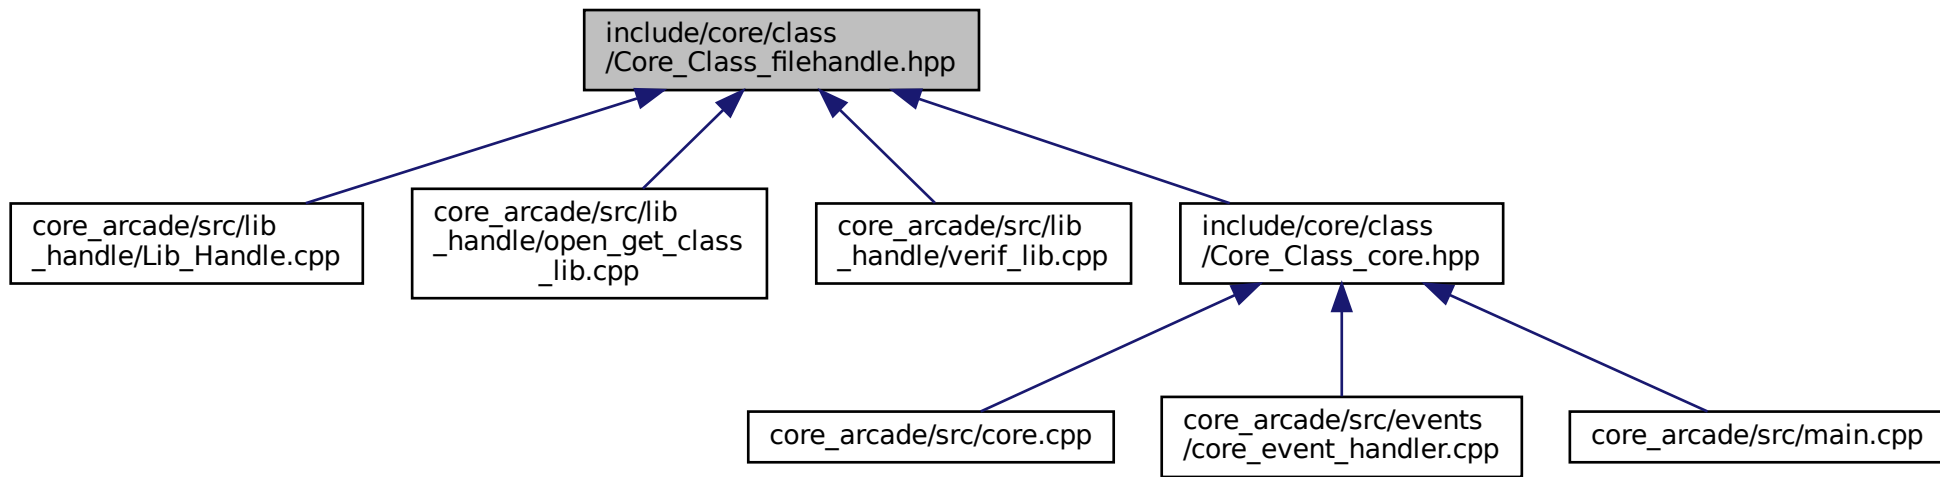 include/core/class
/Core_Class_filehandle.hpp
core_arcade/src/lib
_handle/Lib_Handle.cpp
core_arcade/src/lib
_handle/open_get_class
_lib.cpp
core_arcade/src/lib
_handle/verif_lib.cpp
include/core/class
/Core_Class_core.hpp
core_arcade/src/core.cpp
core_arcade/src/events
/core_event_handler.cpp
core_arcade/src/main.cpp